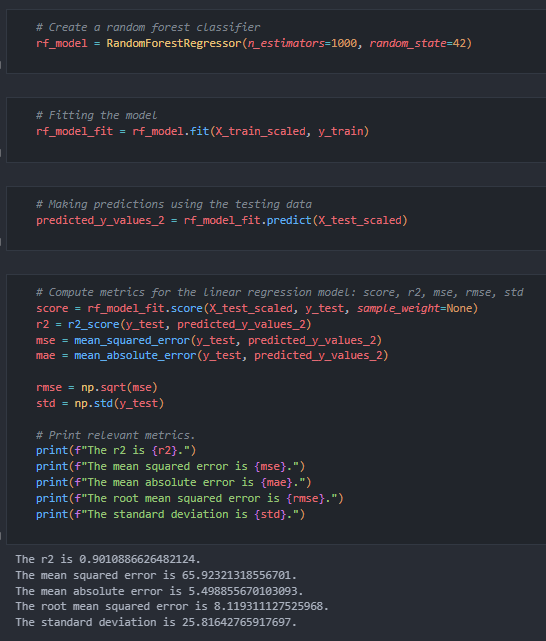 # Create a random forest classifier
rf_model = RandomForestRegressor(n_estimators=1000, random_state=42)
# Fitting the model
rf_model_fit = rf_model.fit(X_train_scaled, y_train)
# Making predictions using the testing data
predicted_y_values_2 = rf_model_fit.predict(X_test_scaled)
# Compute metrics for the linear regression model: score, r2, mse, rmse, std
score = rf_model_fit.score(X_test_scaled, y_test, sample_weight=None)
r2 = r2_score(y_test, predicted_y_values_2)
mse = mean_squared_error(y_test, predicted_y_values_2)
mae = mean_absolute_error(y_test, predicted_y_values_2)
rmse = np.sqrt(mse)
std = np.std(y_test)
# Print relevant metrics.
print(f"The r2 is {r2}.")
print(f"The mean squared error is {mse}.")
print(f"The mean absolute error is {mae}.")
print(f"The root mean squared error is {rmse}.")
print(f"The standard deviation is {std}.")
The r2 is 0.9010886626482124.
The mean squared error is 65.92321318556701.
The mean absolute error is 5.498855670103093.
The root mean squared error is 8.119311127525968.
The standard deviation is 25.81642765917697.